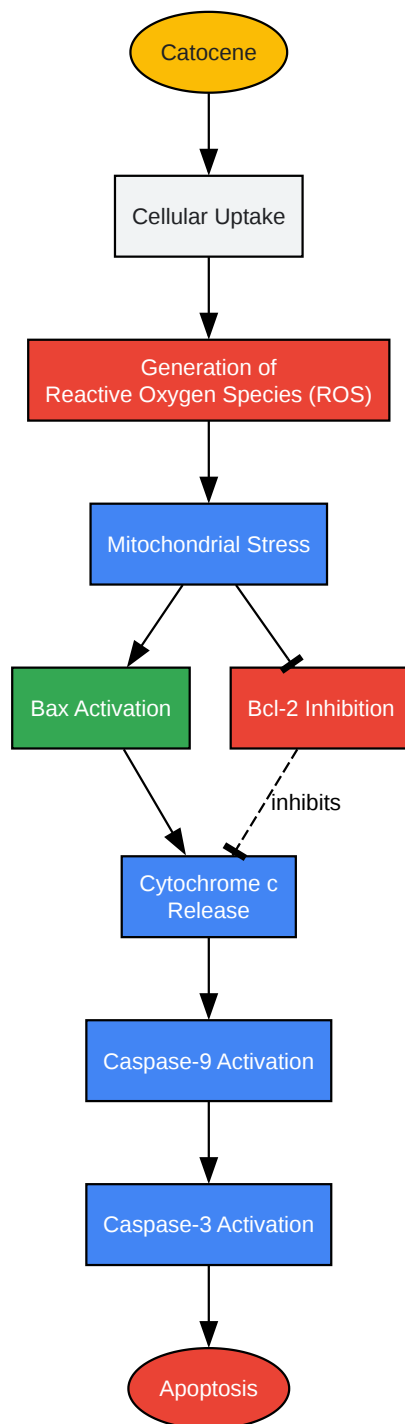 Catocene
Cellular Uptake
Generation of
Reactive Oxygen Species (ROS)
Mitochondrial Stress
Bax Activation
Bcl-2 Inhibition
inhibits
Cytochrome c
Release
Caspase-9 Activation
Caspase-3 Activation
Apoptosis